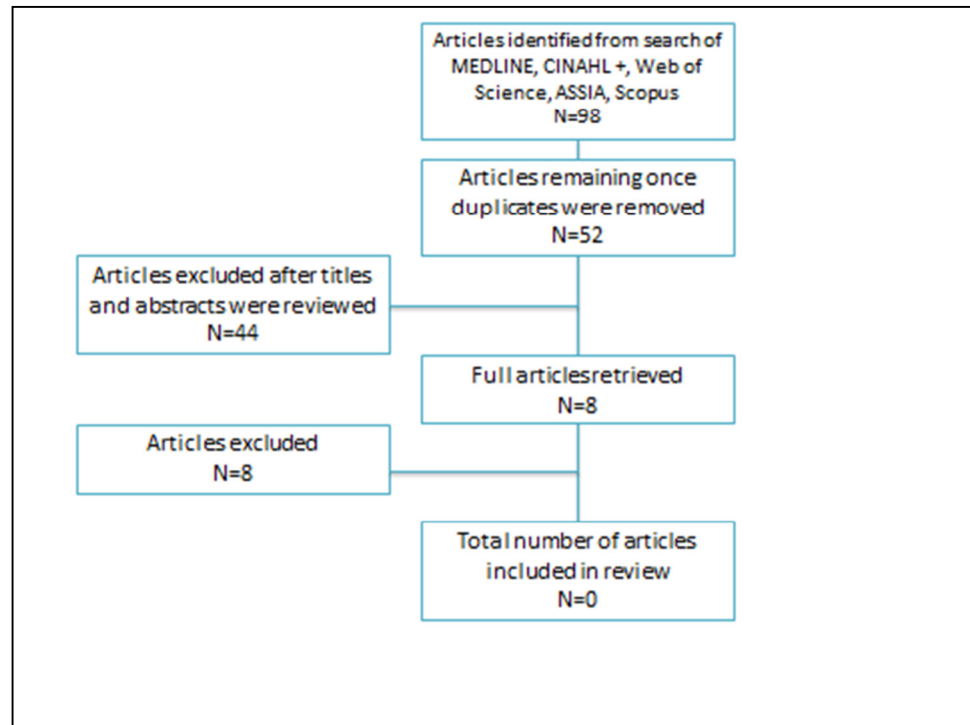 Articles identified from search of
MEDLINE, CINAHL +, Web of
Science, ASSIA, Scopus
N=98
Articles remaining once
duplicates were removed
N=52
Articles excluded after titles
and abstracts were reviewed
N=44
Full articles retrieved
N=8
Articles excluded
N=8
Total number of articles
included in review
N=0